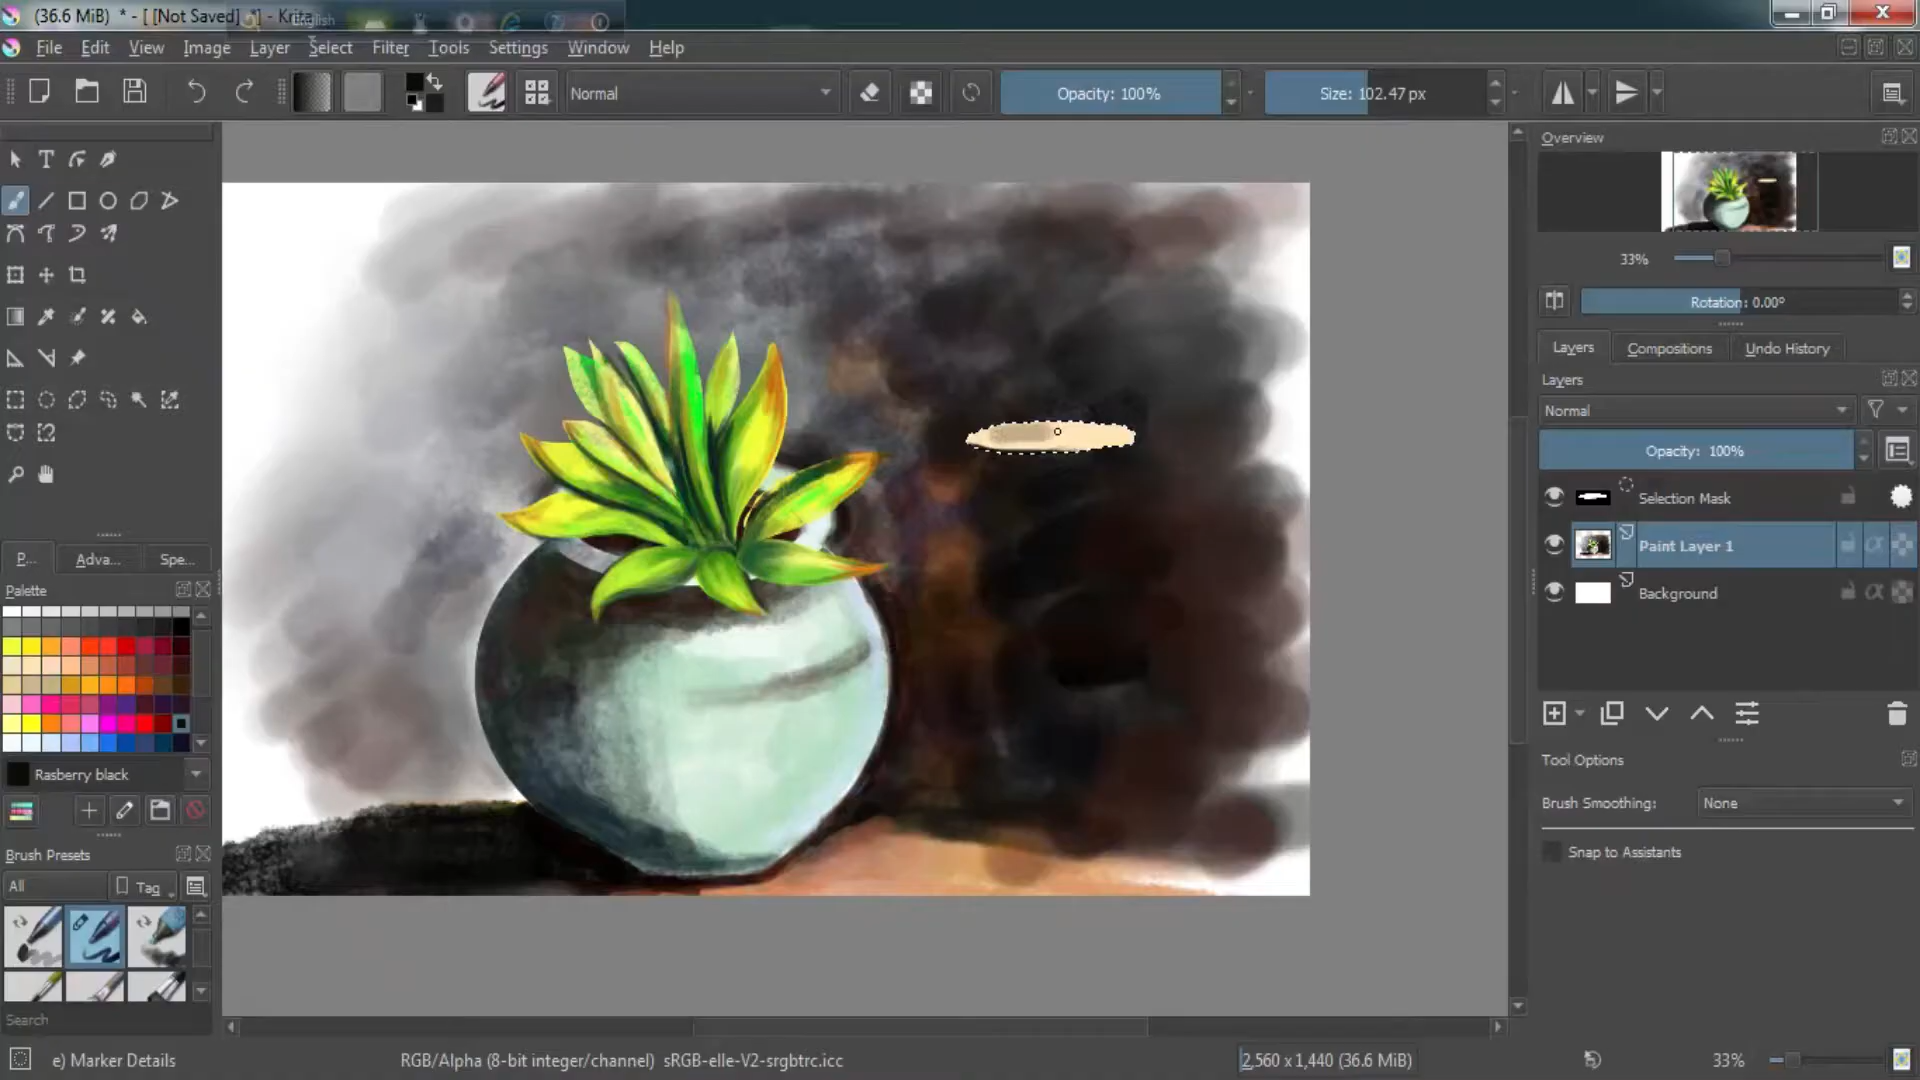 (36.6 MiB) * - [ [Not Saved] *] - Krita
English
File Edit View Image Layer Select Filter Tools Settings Window Help
Normal
Opacity: 100%
Size: 102.47 px
Overview
33%
Rotation: 0.00º
Layers Compositions Undo History
Layers
Normal
Opacity: 100%
Selection Mask
Paint Layer 1
Background
Tool Options
Brush Smoothing: None
Snap to Assistants
P... Adva... Spe...
Palette
Rasberry black
Brush Presets
All Tag
Search
e) Marker Details
RGB/Alpha (8-bit integer/channel) sRGB-elle-V2-srgbtrc.icc
2,560 x 1,440 (36.6 MiB)
33%